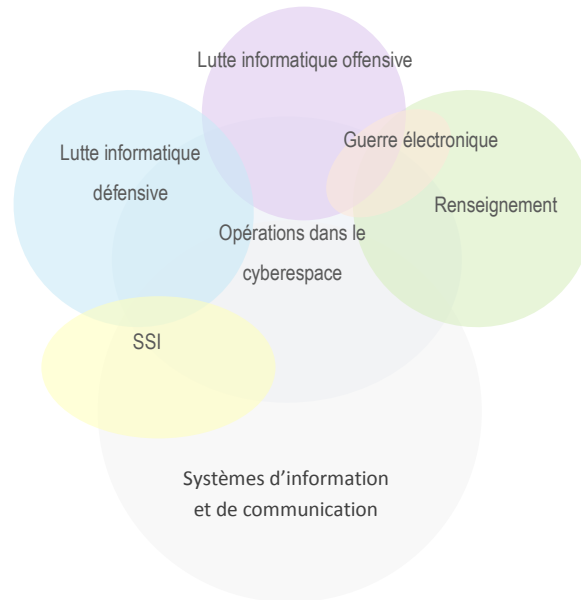 Lutte informatique offensive
Guerre électronique
Lutte informatique
défensive
Renseignement
Opérations dans le
cyberespace
SSI
Systèmes d’information
et de communication